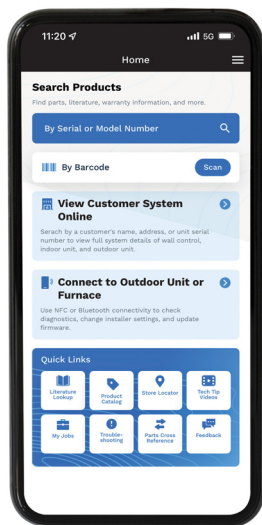 11:20
5G
Home
Search Products
Find parts, literature, warranty information, and more.
By Serial or Model Number
By Barcode
Scan
View Customer System
Online
Serach by a customer's name, address, or unit serial
number to view full system details of wall control,
indoor unit, and outdoor unit.
Connect to Outdoor Unit or
Furnace
Use NFC or Bluetooth connectivity to check
diagnostics, change installer settings, and update
firmware.
Quick Links
Literature
Lookup
Product
Catalog
Store Locator
Tech Tip
Videos
My Jobs
Trouble-
shooting
Parts Cross
Reference
Feedback